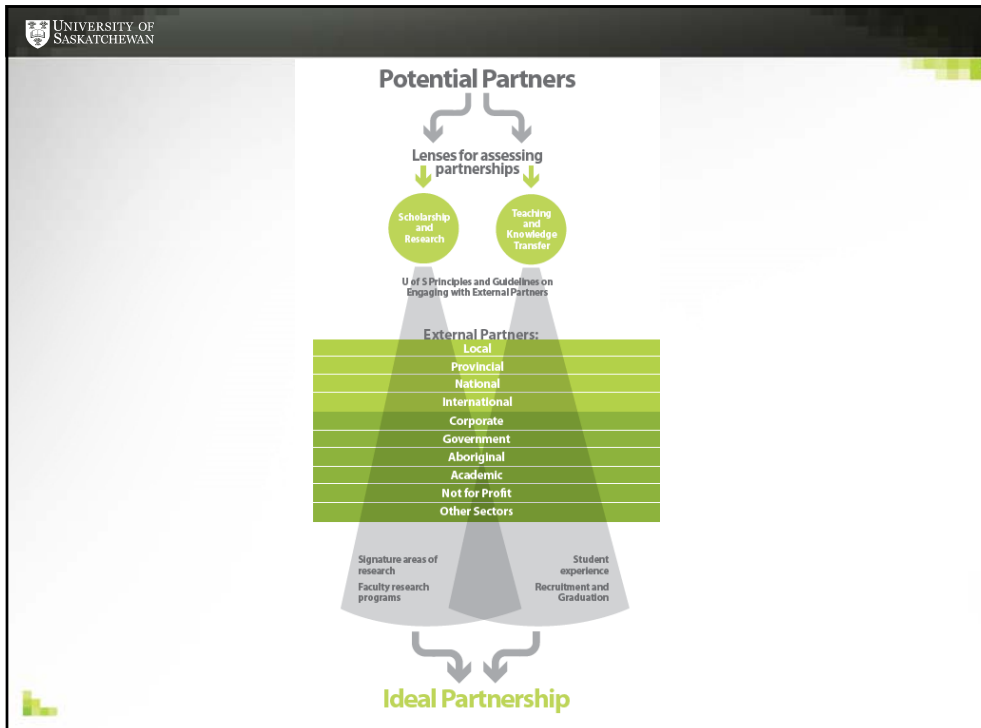 UNIVERSITY OF
SASKATCHEWAN
Potential Partners
Lenses for assessing
partnerships
Scholarship
and
Research
Teaching
and
Knowledge
Transfer
U of S Principles and Guidelines on
Engaging with External Partners
External Partners:
Local
Provincial
National
International
Corporate
Government
Aboriginal
Academic
Not for Profit
Other Sectors
Signature areas of
research
Faculty research
programs
Student
experience
Recruitment and
Graduation
Ideal Partnership